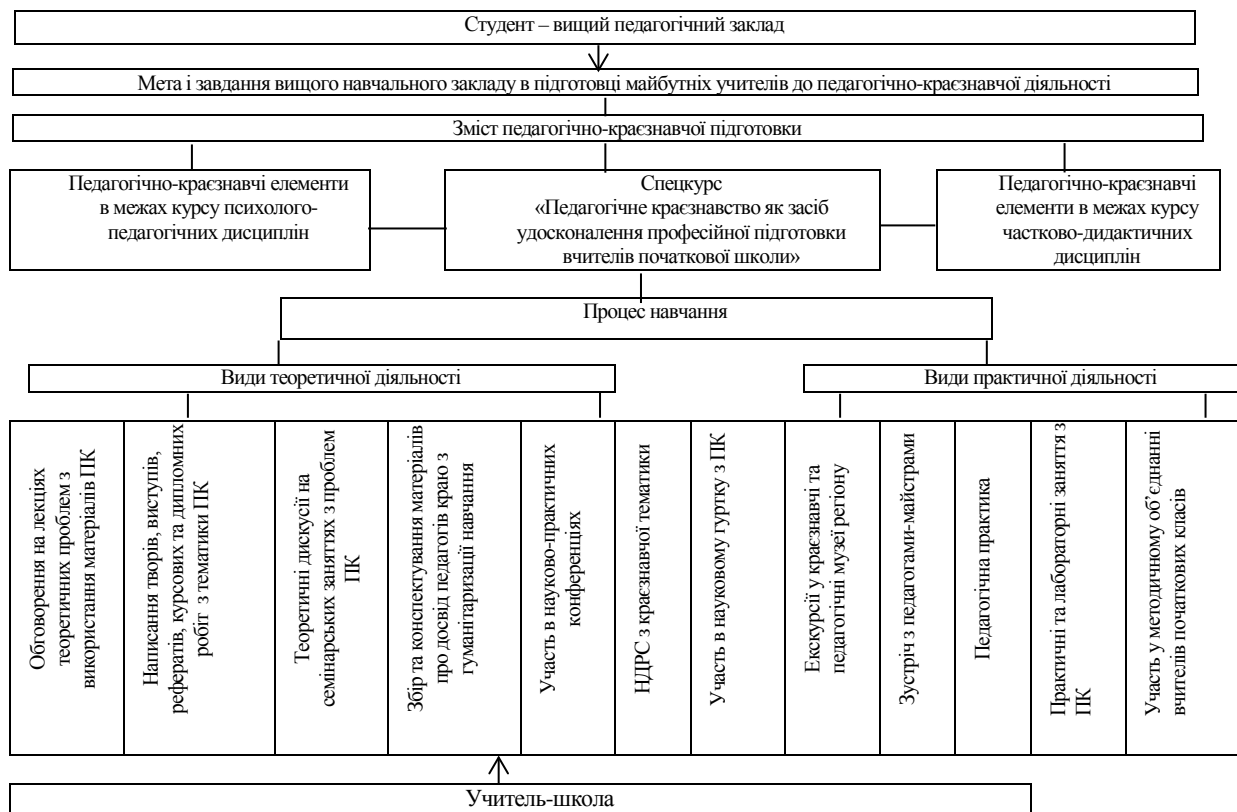 Студент – вищий педагогічний заклад
Мета і завдання вищого навчального закладу в підготовці майбутніх учителів до педагогічно-краєзнавчої діяльності
Зміст педагогічно-краєзнавчої підготовки
Педагогічно-краєзнавчі елементи
в межах курсу психолого-
педагогічних дисциплін
Спецкурс
«Педагогічне краєзнавство як засіб
удосконалення професійної підготовки
вчителів початкової школи»
Педагогічно-краєзнавчі
елементи в межах курсу
частково-дидактичних
дисциплін
Процес навчання
Види теоретичної діяльності
Види практичної діяльності
Обговорення на лекціях
теоретичних проблем з
використання матеріалів ПК
Написання творів, виступів,
рефератів, курсових та дипломних
робіт з тематики ПК
Теоретичні дискусії на
семінарських заняттях з проблем
ПК
Збір та конспектування матеріалів
про досвід педагогів краю з
гуманітаризації навчання
Участь в науково-практичних
конференціях
НДРС з краєзнавчої тематики
Участь в науковому гуртку з ПК
Екскурсії у краєзнавчі та
педагогічні музеї регіону
Зустріч з педагогами-майстрами
Педагогічна практика
Практичні та лабораторні заняття з
ПК
Участь у методичному об’єднанні
вчителів початкових класів
Учитель-школа